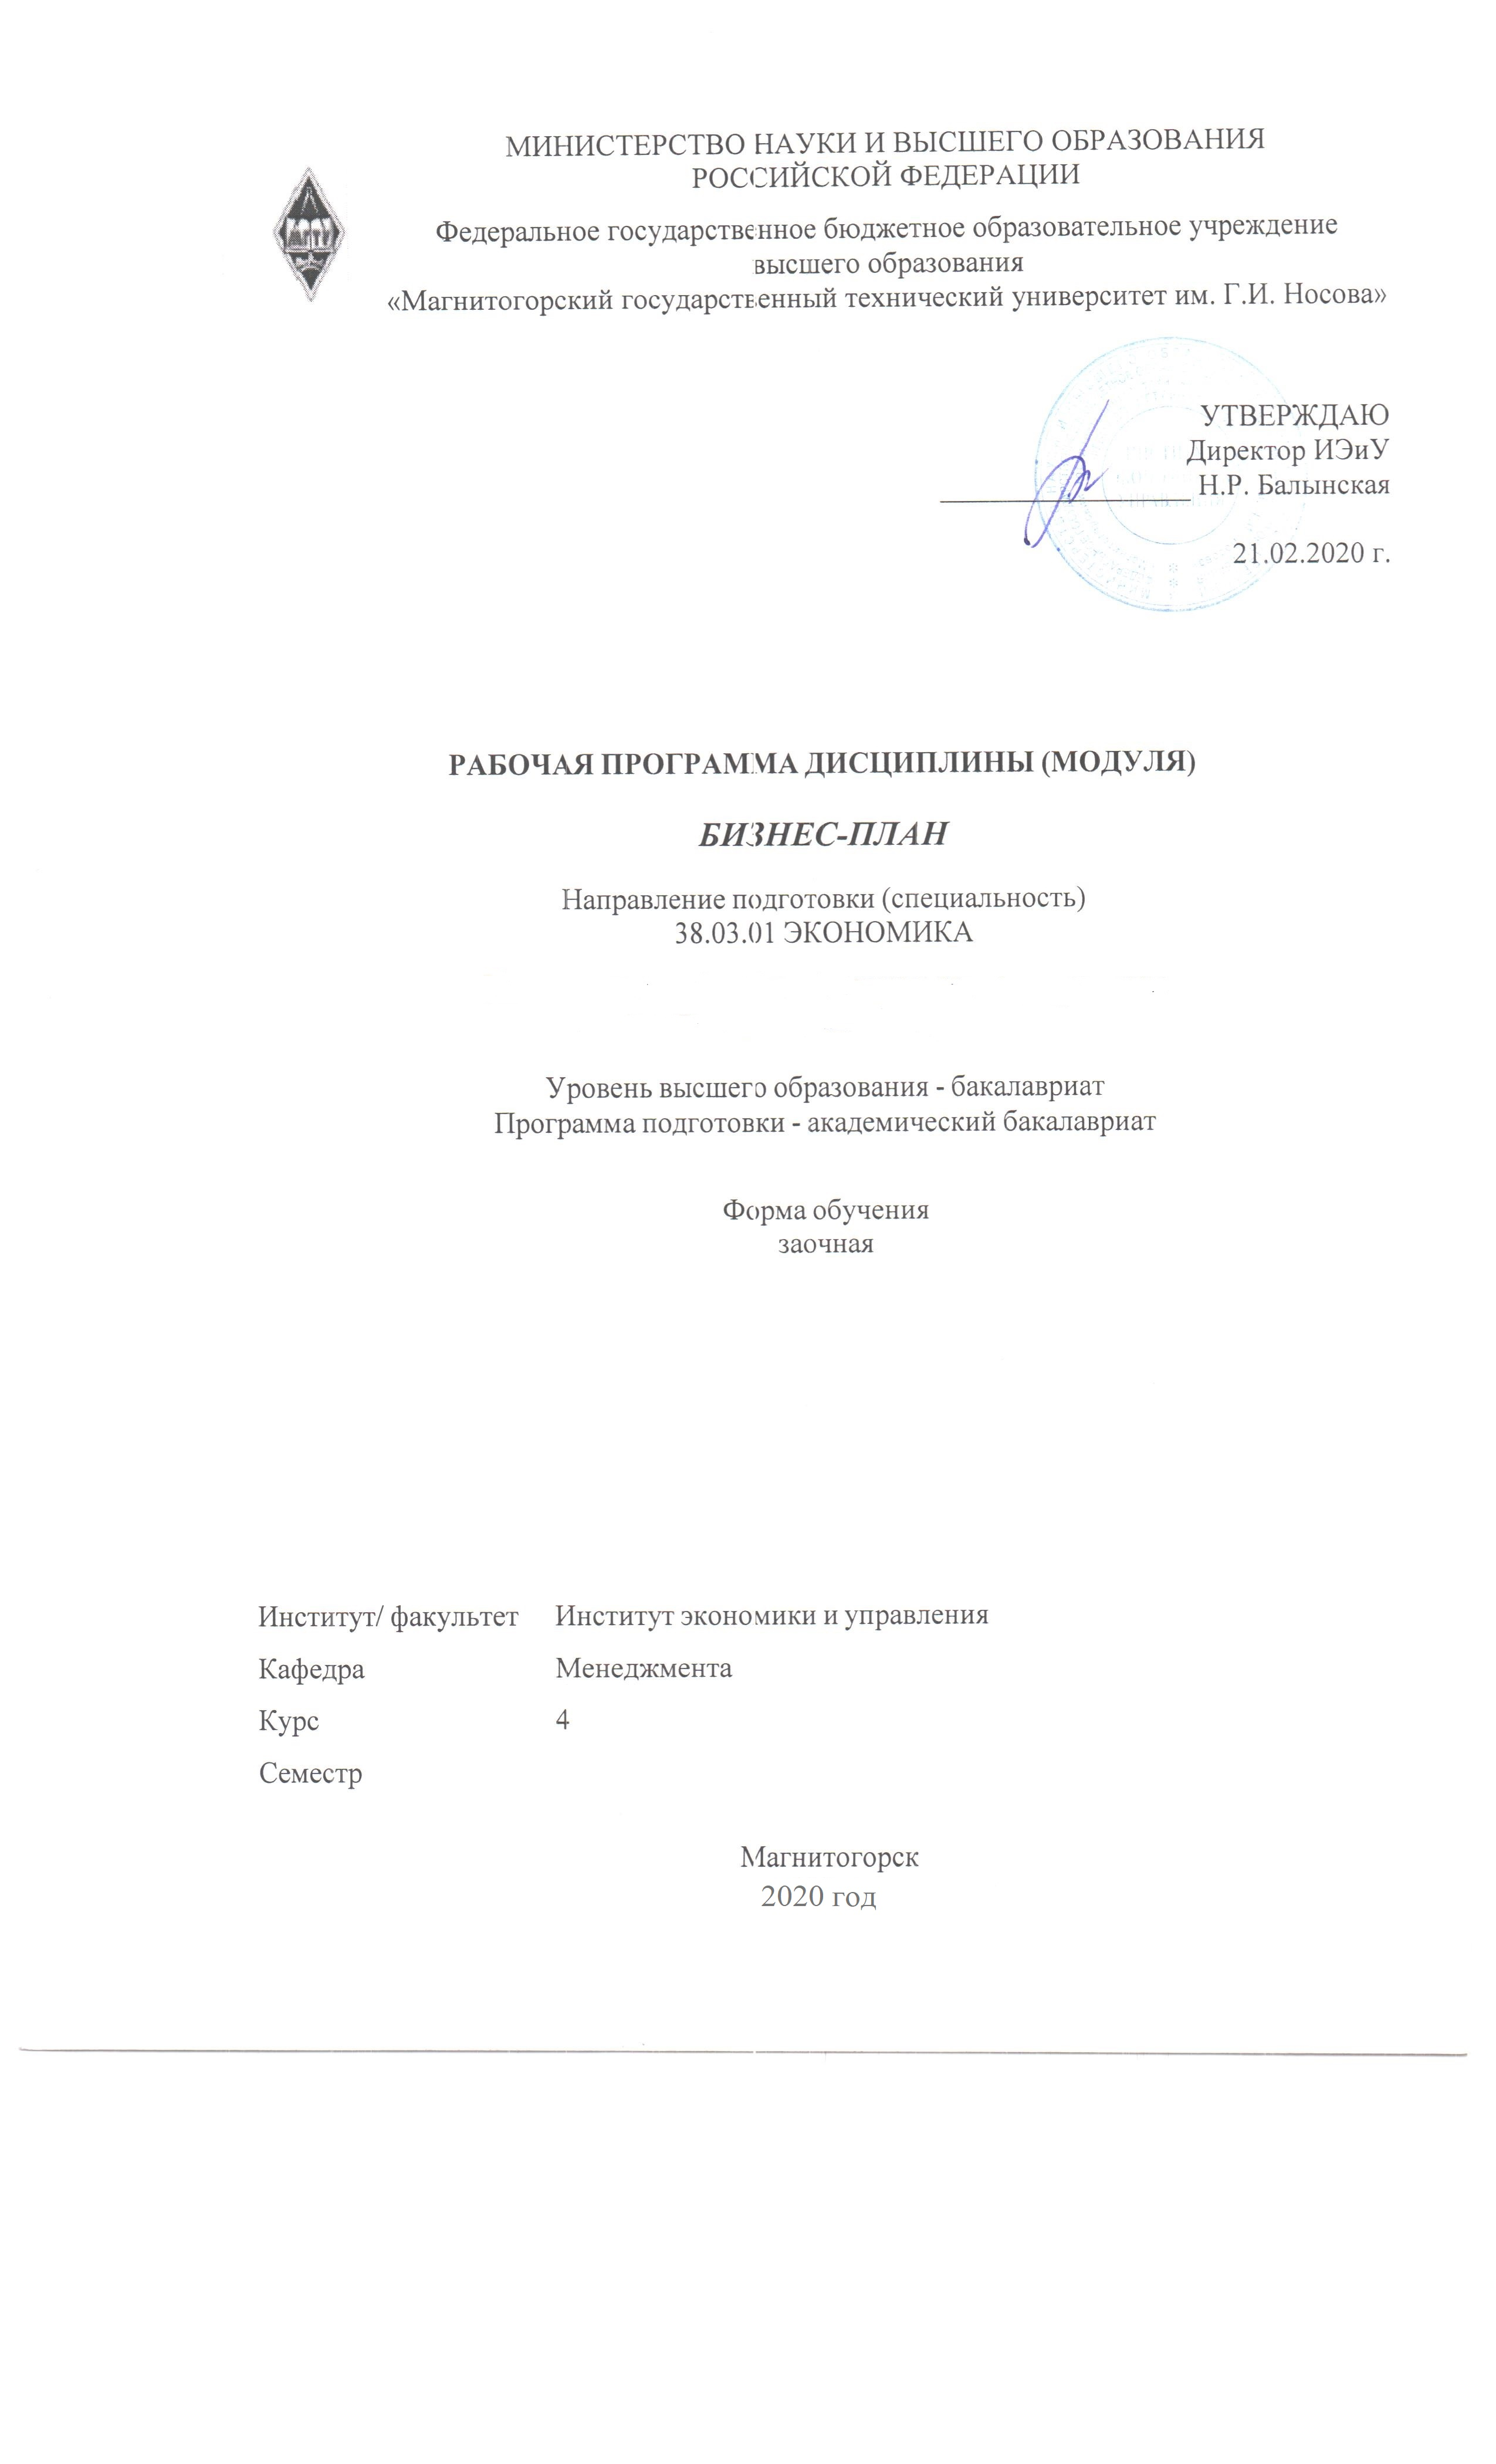 МИНИСТЕРСТВО НАУКИ И ВЫСШЕГО ОБРАЗОВАНИЯ
РОССИЙСКОЙ ФЕДЕРАЦИИ
Федеральное государственное бюджетное образовательное учреждение
высшего образования
«Магнитогорский государственный технический университет им. Г.И. Носова»
МГТУ
УТВЕРЖДАЮ
Директор ИЭиУ
Н.Р. Балынская
21.02.2020 г.
РАБОЧАЯ ПРОГРАММА ДИСЦИПЛИНЫ (МОДУЛЯ)
БИЗНЕС-ПЛАН
Направление подготовки (специальность)
38.03.01 ЭКОНОМИКА
Уровень высшего образования - бакалавриат
Программа подготовки - академический бакалавриат
Форма обучения
заочная
Институт/ факультет Институт экономики и управления
Кафедра Менеджмента
Курс 4
Семестр
Магнитогорск
2020 год